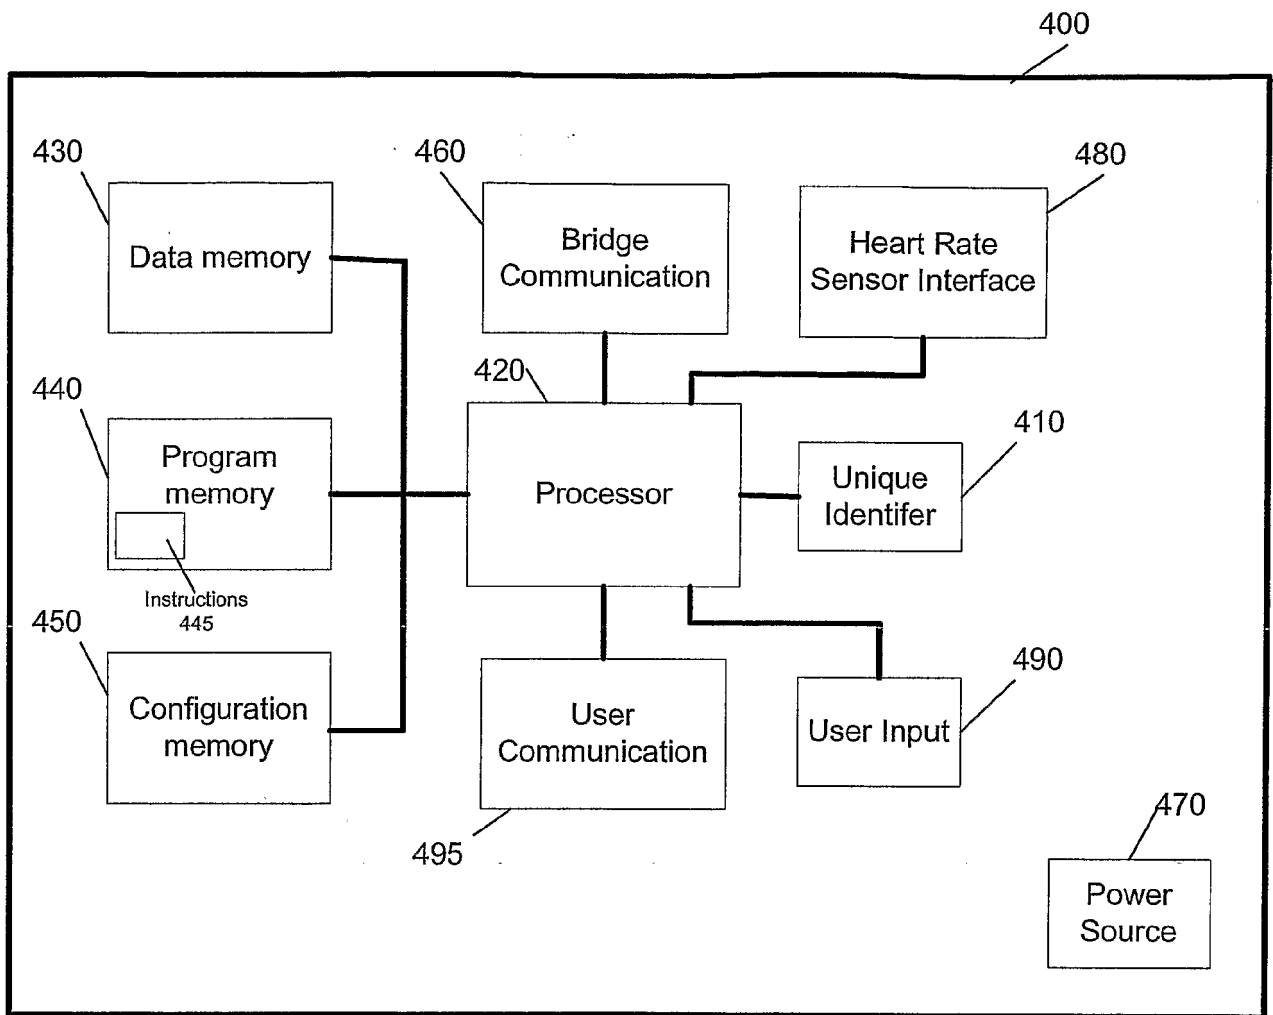 400
430
460
480
Data memory
Bridge
Communication
Heart Rate
Sensor Interface
440
420
410
Program
memory
Processor
Unique
Identifer
Instructions
445
450
490
Configuration
memory
User
Communication
User Input
495
470
Power
Source